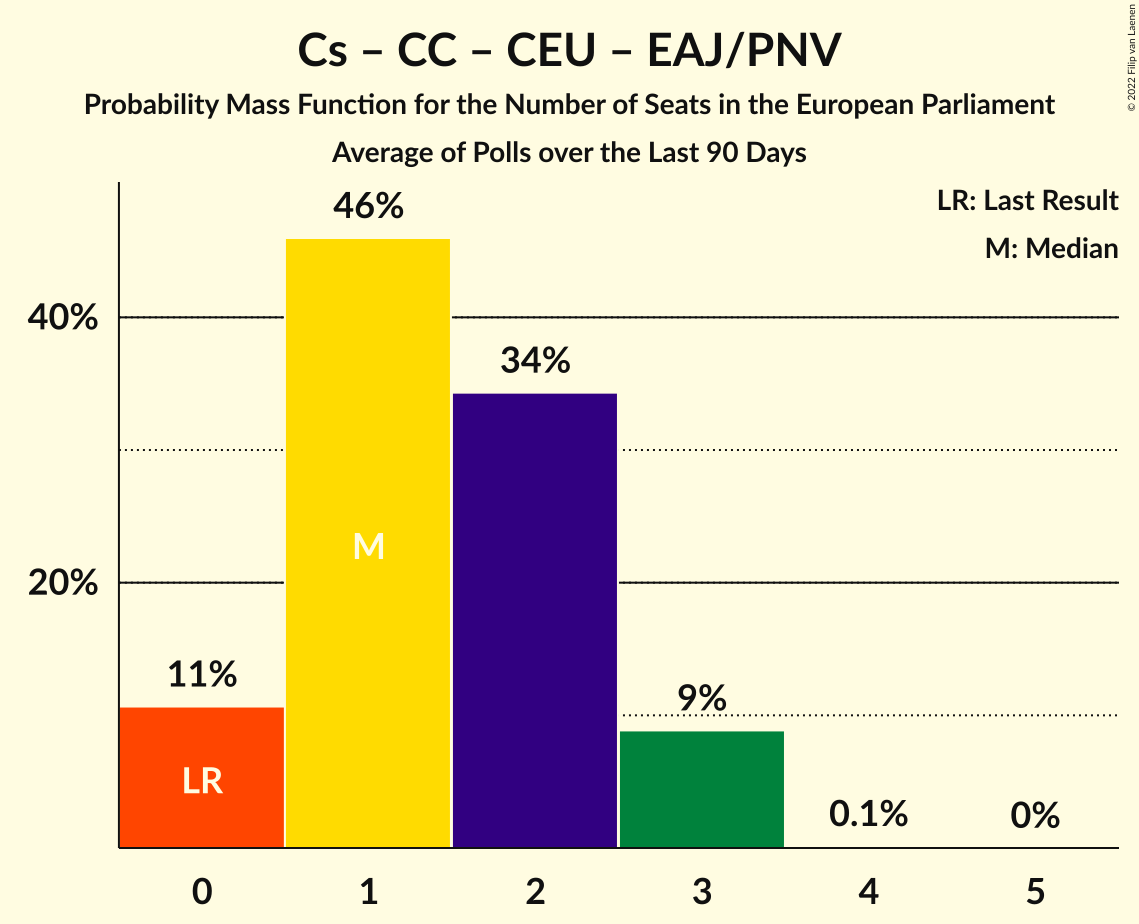 Cs – CC – CEU – EAJ/PNV
Probability Mass Function for the Number of Seats in the European Parliament
Average of Polls over the Last 90 Days
© 2022 Filip van Laenen
LR: Last Result
M: Median
46%
40%
34%
M
20%
11%
9%
LR
0.1%
0%
0 1 2 3 4 5